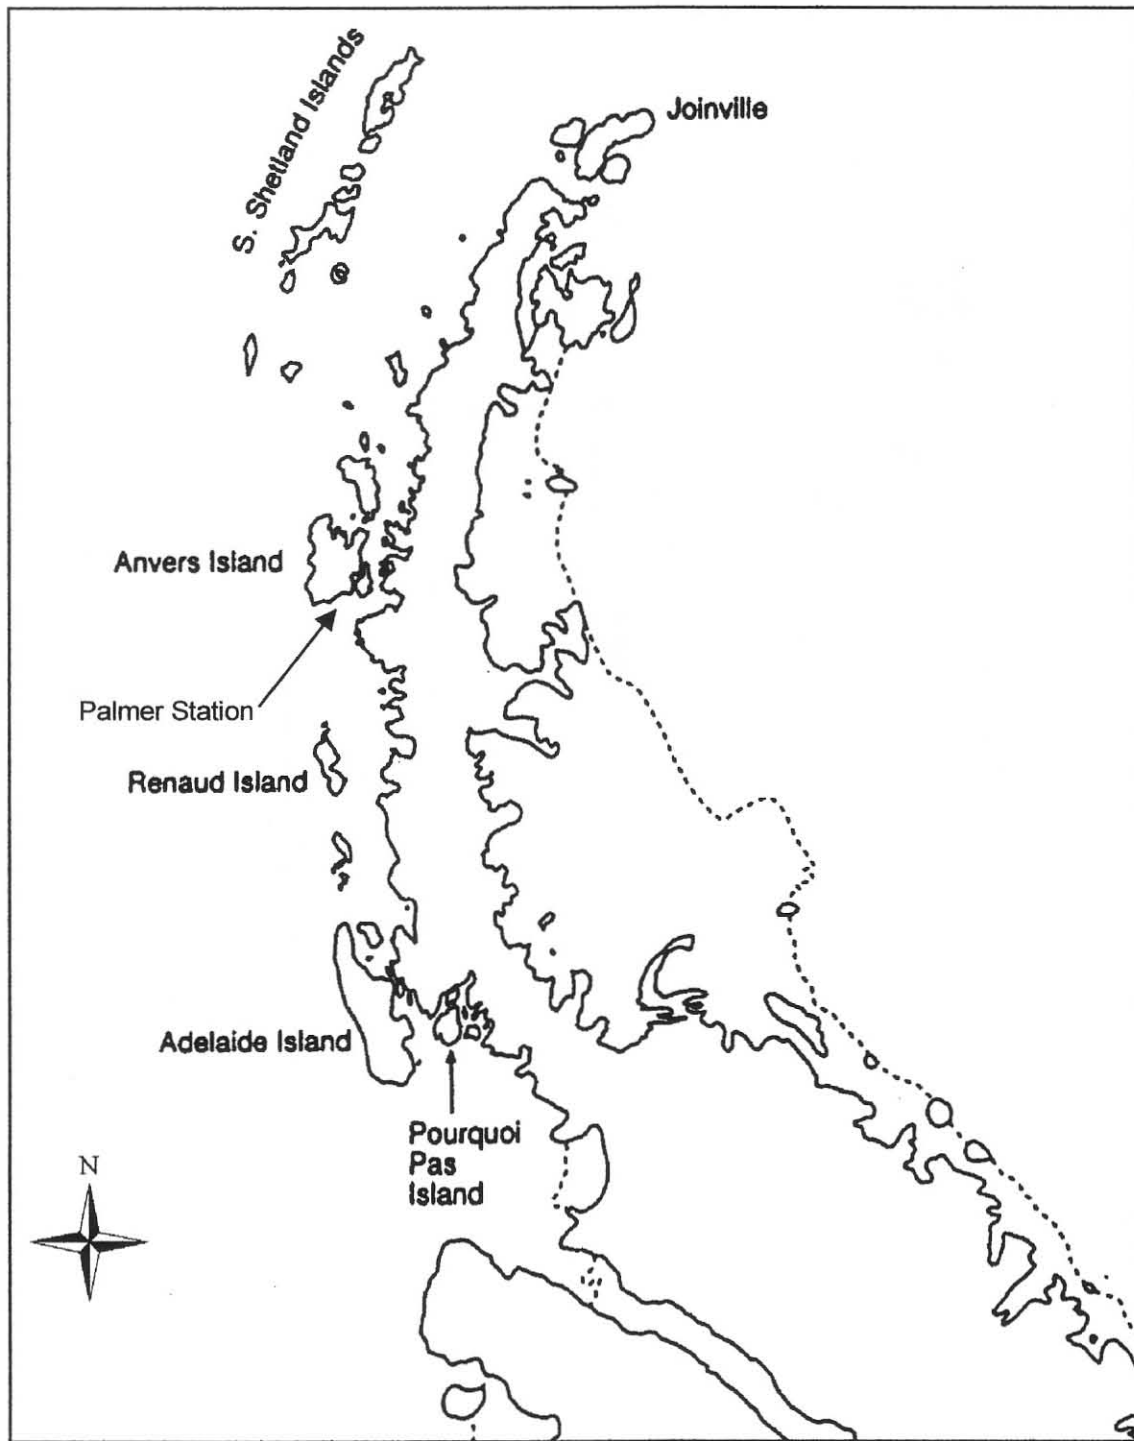 S. Shetland Islands
Joinville
Anvers Island
Palmer Station
Renaud Island
Adelaide Island
Pourquoi
Pas
Island
N